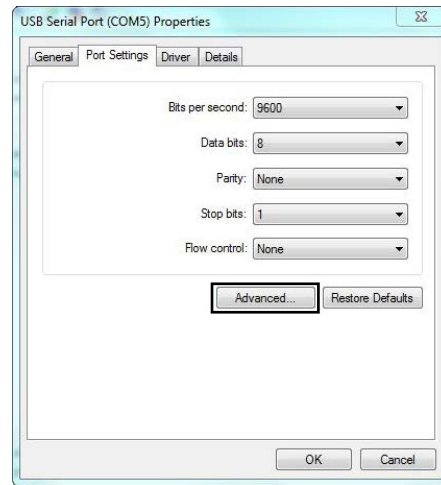 USB Serial Port (COM5) Properties
General Port Settings Driver Details
Bits per second: 9600
Data bits: 8
Parity: None
Stop bits: 1
Flow control: None
Advanced... Restore Defaults
OK Cancel